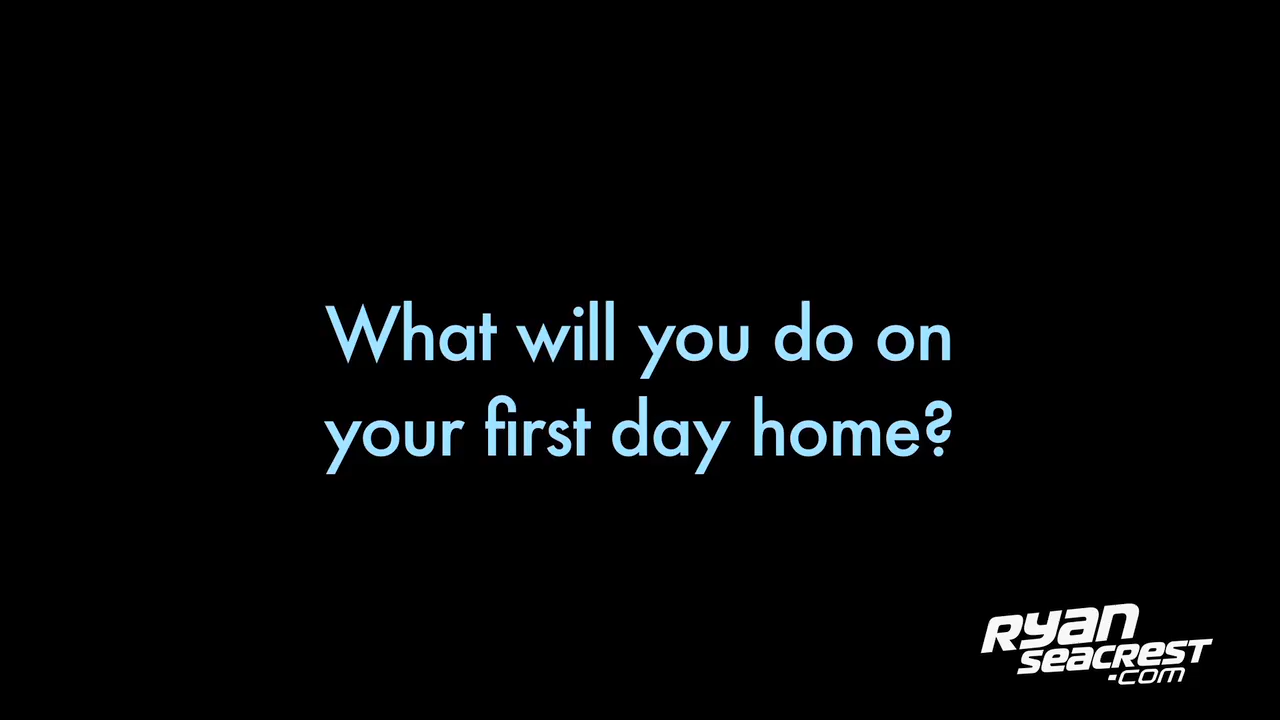 What will you do on
your first day home?
RYAN
SEACREST
.COM